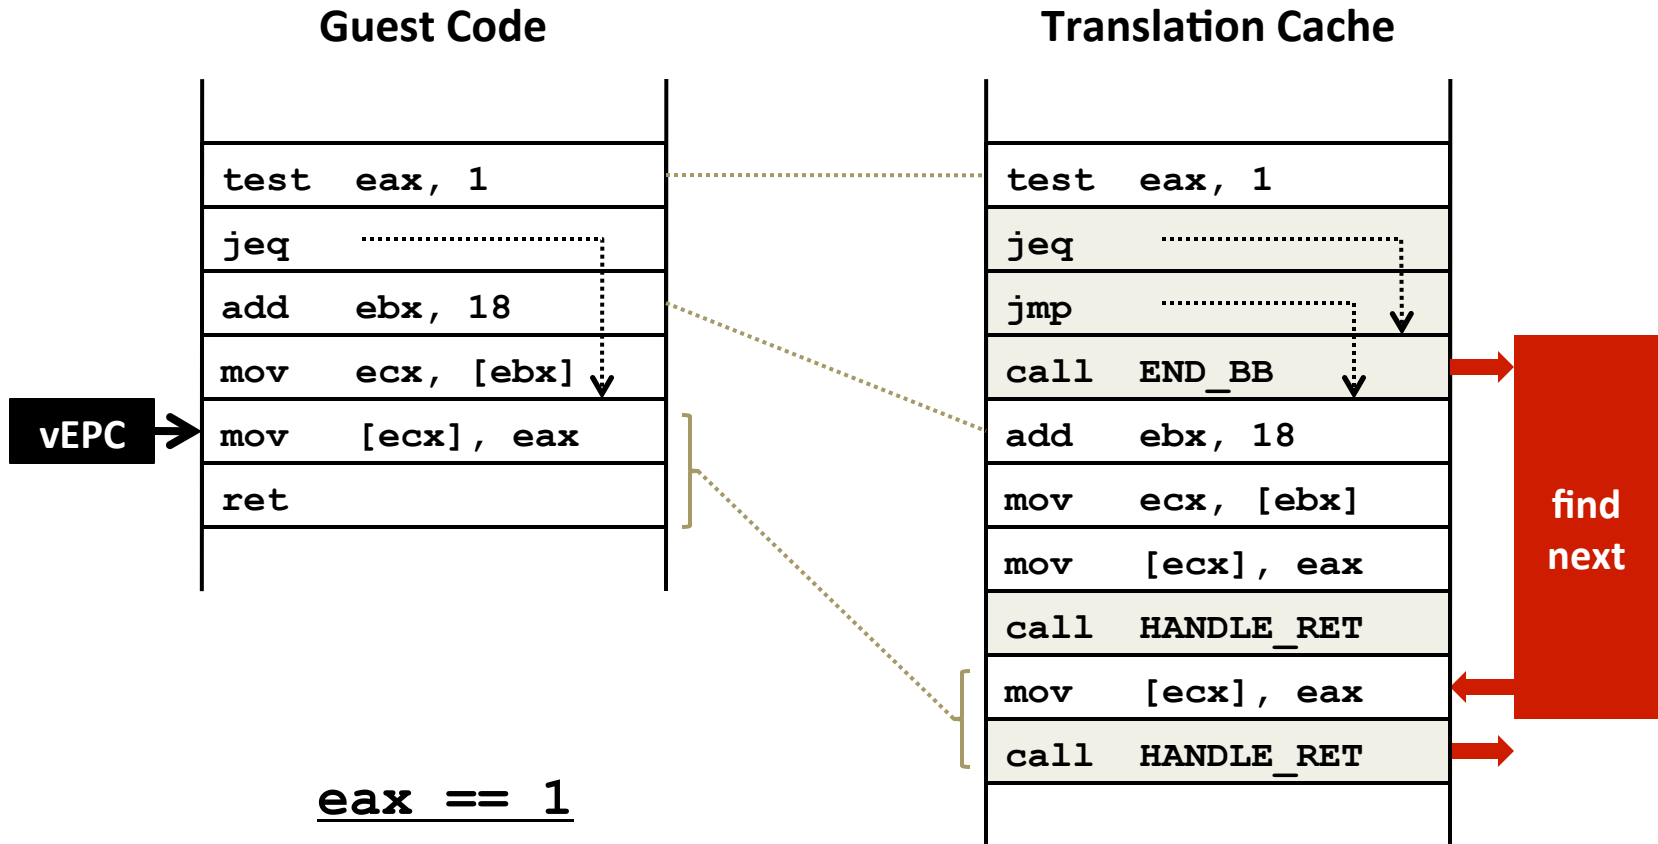 Guest Code
test eax, 1
jeq
add ebx, 18
mov ecx, [ebx]
mov [ecx], eax
ret
vEPC
eax == 1
Translation Cache
test eax, 1
jeq
jmp
call END_BB
add ebx, 18
mov ecx, [ebx]
mov [ecx], eax
call HANDLE_RET
mov [ecx], eax
call HANDLE_RET
find
next